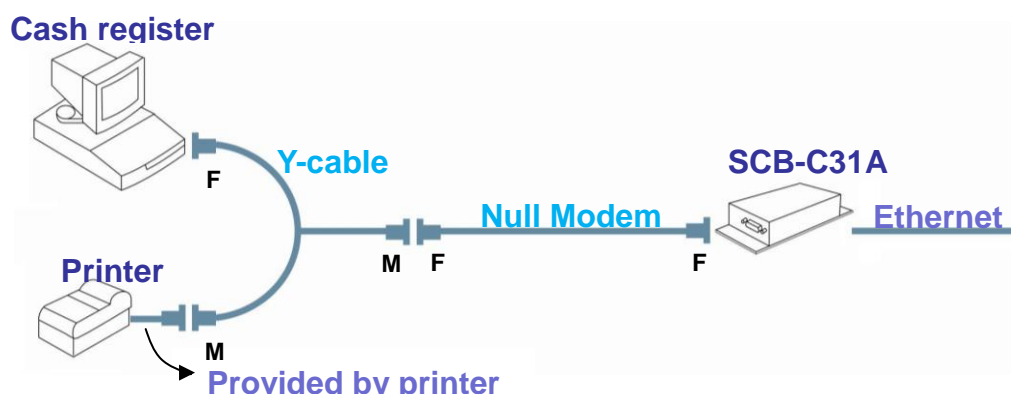 Cash register
F
Y-cable
SCB-C31A
Null Modem
Ethernet
M
F
F
Printer
M
Provided by printer